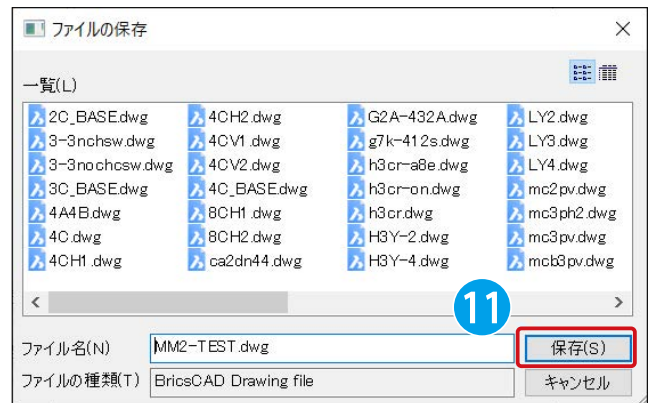 ファイルの保存
一覧(L)
2C_BASE.dwg 4CH2.dwg G2A-432A.dwg LY2.dwg
3-3nchsw.dwg 4CV1.dwg g7k-412s.dwg LY3.dwg
3-3nochcsw.dwg 4CV2.dwg h3cr-a8e.dwg LY4.dwg
3C_BASE.dwg 4C_BASE.dwg h3cr-on.dwg mc2pv.dwg
4A4B.dwg 8CH1.dwg h3cr.dwg mc3ph2.dwg
4C.dwg 8CH2.dwg H3Y-2.dwg mc3pv.dwg
4CH1.dwg ca2dn44.dwg H3Y-4.dwg mcb3pv.dwg
11
ファイル名(N) MM2-TEST.dwg 保存(S)
ファイルの種類(T) BricsCAD Drawing file キャンセル